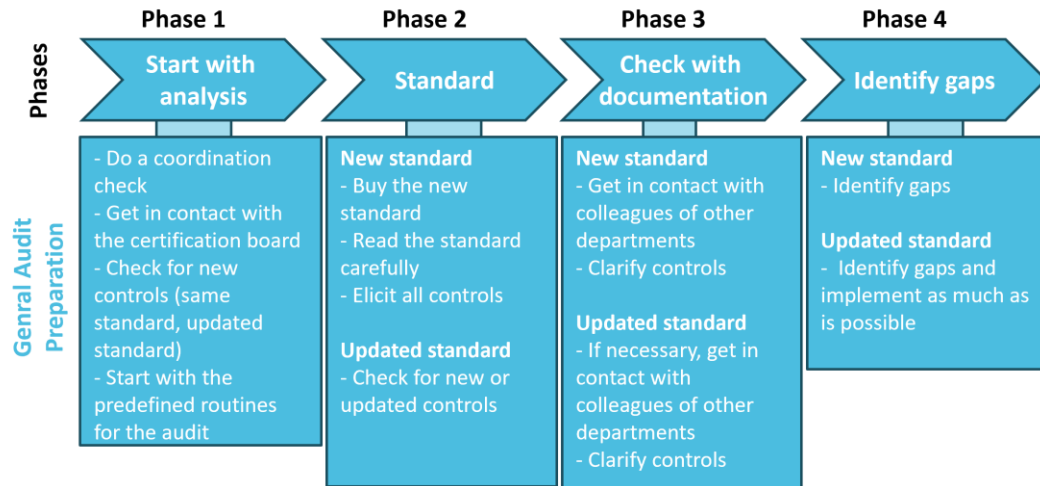 Phase 1
Phase 2
Phase 3
Phase 4
Phases
Start with
analysis
Standard
Check with
documentation
Identify gaps
Genral Audit
Preparation
- Do a coordination
check
- Get in contact with
the certification board
- Check for new
controls (same
standard, updated
standard)
- Start with the
predefined routines
for the audit
New standard
- Buy the new
standard
- Read the standard
carefully
- Elicit all controls
Updated standard
- Check for new or
updated controls
New standard
- Get in contact with
colleagues of other
departments
- Clarify controls
Updated standard
- If necessary, get in
contact with
colleagues of other
departments
- Clarify controls
New standard
- Identify gaps
Updated standard
- Identify gaps and
implement as much as
is possible